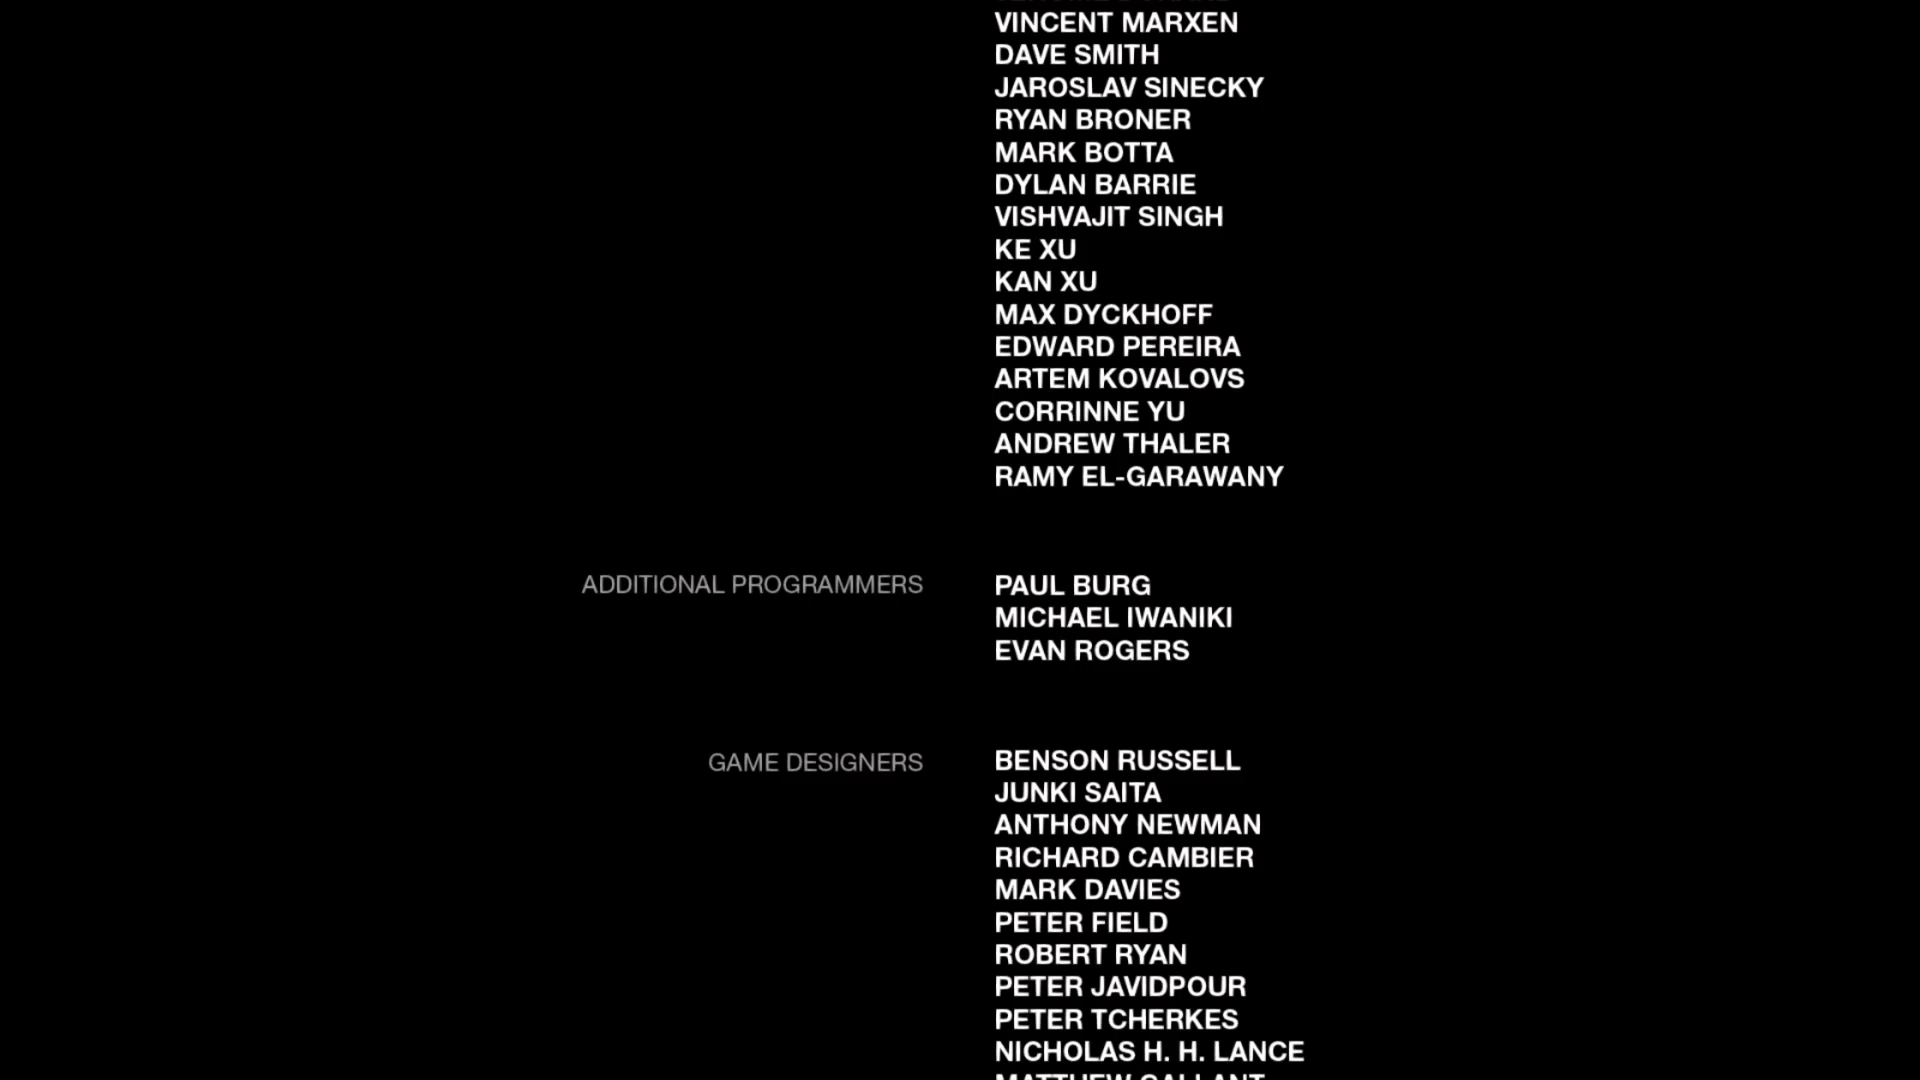 VINCENT MARXEN
DAVE SMITH
JAROSLAV SINECKY
RYAN BRONER
MARK BOTTA
DYLAN BARRIE
VISHVAJIT SINGH
KE XU
KAN XU
MAX DYCKHOFF
EDWARD PEREIRA
ARTEM KOVALOVS
CORRINNE YU
ANDREW THALER
RAMY EL-GARAWANY
ADDITIONAL PROGRAMMERS PAUL BURG
MICHAEL IWANIKI
EVAN ROGERS
GAME DESIGNERS BENSON RUSSELL
JUNKI SAITA
ANTHONY NEWMAN
RICHARD CAMBIER
MARK DAVIES
PETER FIELD
ROBERT RYAN
PETER JAVIDPOUR
PETER TCHERKES
NICHOLAS H. H. LANCE
MATTHEW GALLANT